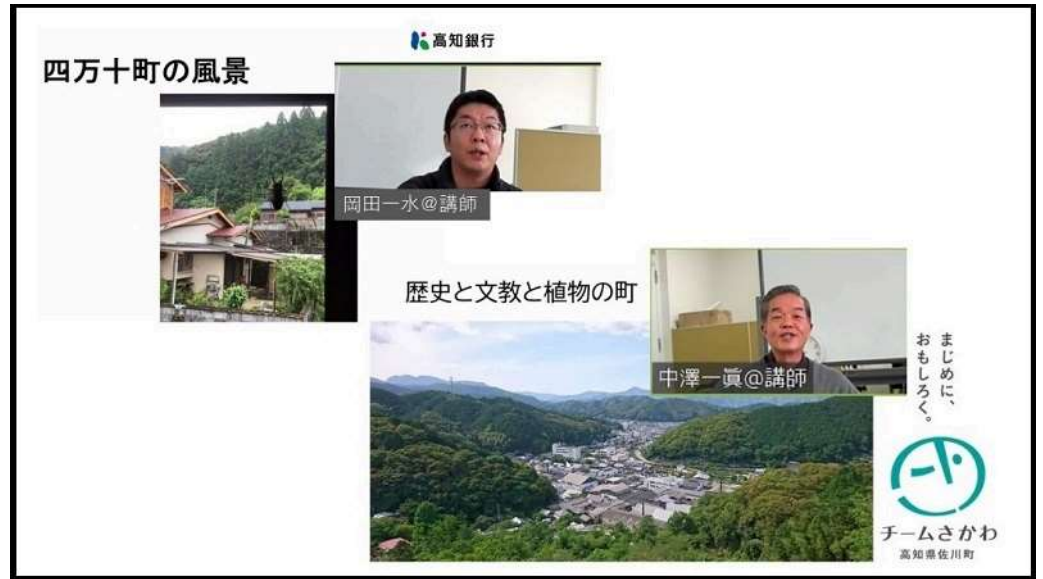 高知銀行
四万十町の風景
岡田一水@講師
歴史と文教と植物の町
中澤一眞@講師
まじめに、
おもしろく。
チームさかわ
高知県佐川町